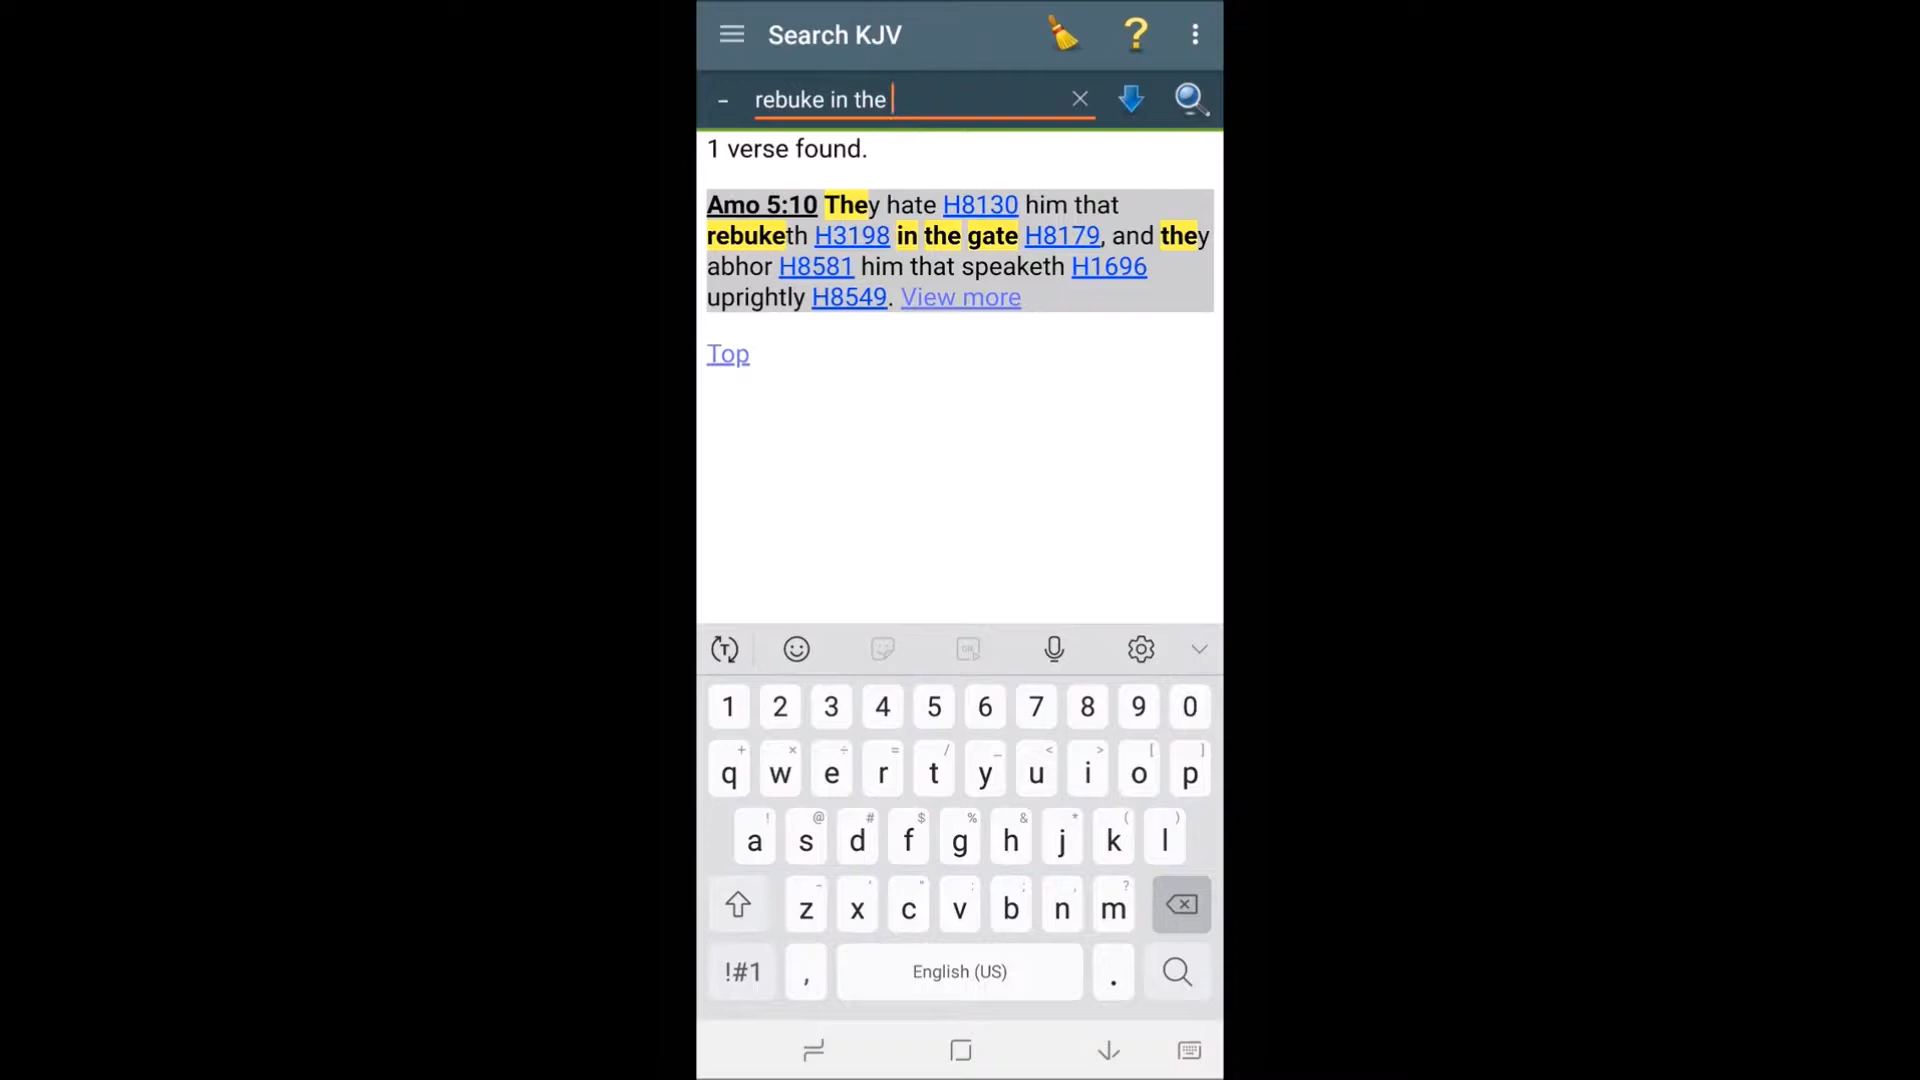 Search KJV
?
- rebuke in the
1 verse found.
Amo 5:10 They hate H8130 him that
rebuketh H3198 in the gate H8179, and they
abhor H8581 him that speaketh H1696
uprightly H8549. View more
Top
T
1 2 3 4 5 6 7 8 9 0
+ × ÷ = / _ < > [ ]
q w e r t y u i o p
! @ # $ % & * ( )
a s d f g h j k l
- ' " : ; , ?
z x c v b n m
!#1 , English (US) .